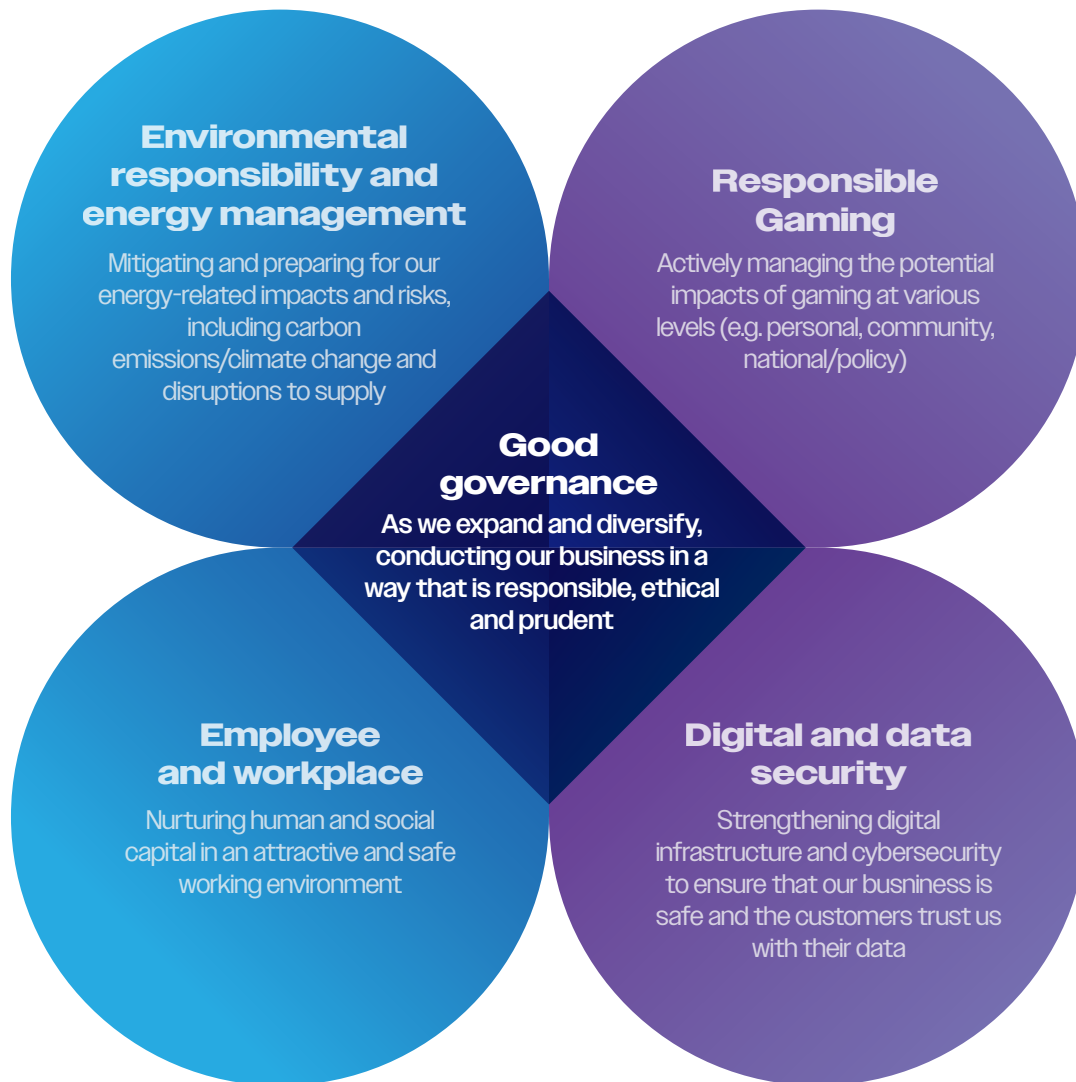 Environmental
responsibility and
energy management
Mitigating and preparing for our
energy-related impacts and risks,
including carbon
emissions/climate change and
disruptions to supply
Responsible
Gaming
Actively managing the potential
impacts of gaming at various
levels (e.g. personal, community,
national/policy)
Good
governance
As we expand and diversify,
conducting our business in a
way that is responsible, ethical
and prudent
Employee
and workplace
Nurturing human and social
capital in an attractive and safe
working environment
Digital and data
security
Strengthening digital
infrastructure and cybersecurity
to ensure that our busniness is
safe and the customers trust us
with their data